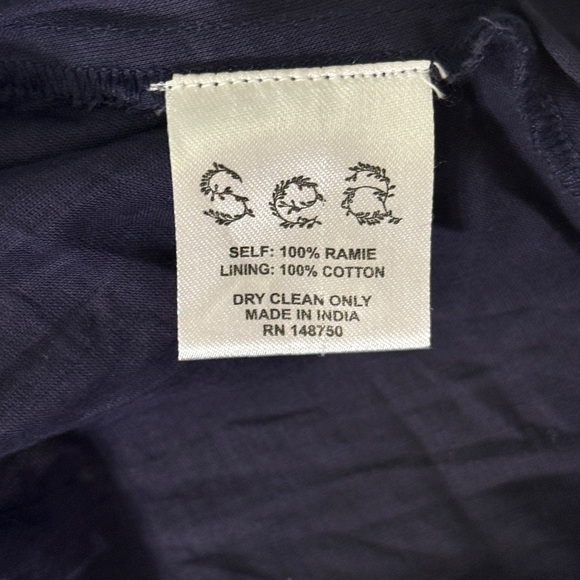 Sea
SELF: 100% RAMIE
LINING: 100% COTTON
DRY CLEAN ONLY
MADE IN INDIA
RN 148750